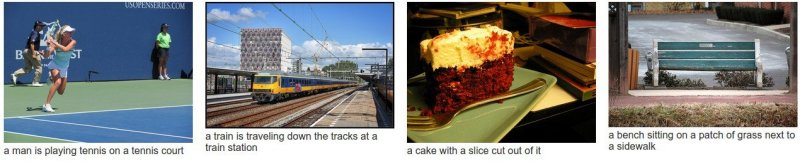 USOPENSERIES.COM
a man is playing tennis on a tennis court
a train is traveling down the tracks at a
train station
a cake with a slice cut out of it
a bench sitting on a patch of grass next to
a sidewalk